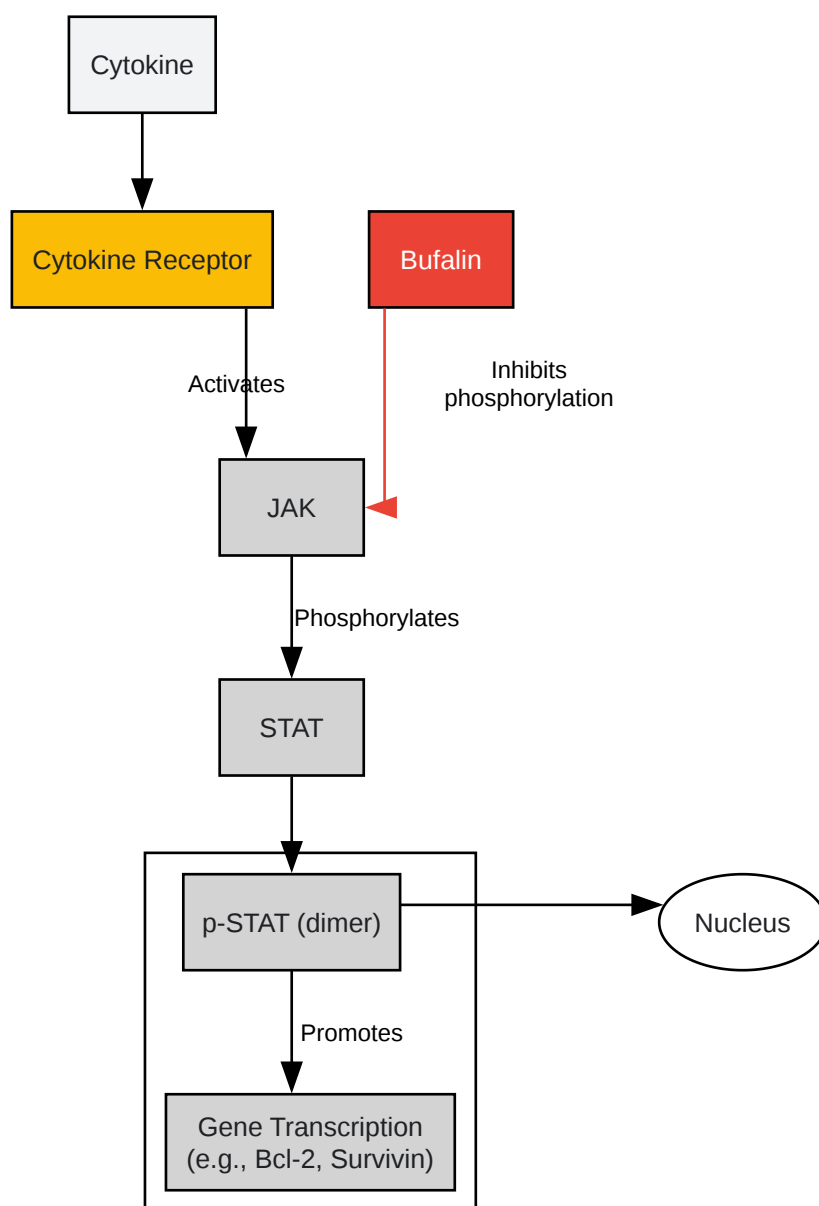 Cytokine
Cytokine Receptor
Bufalin
Activates
Inhibits
phosphorylation
JAK
Phosphorylates
STAT
p-STAT (dimer)
Nucleus
Promotes
Gene Transcription
(e.g., Bcl-2, Survivin)